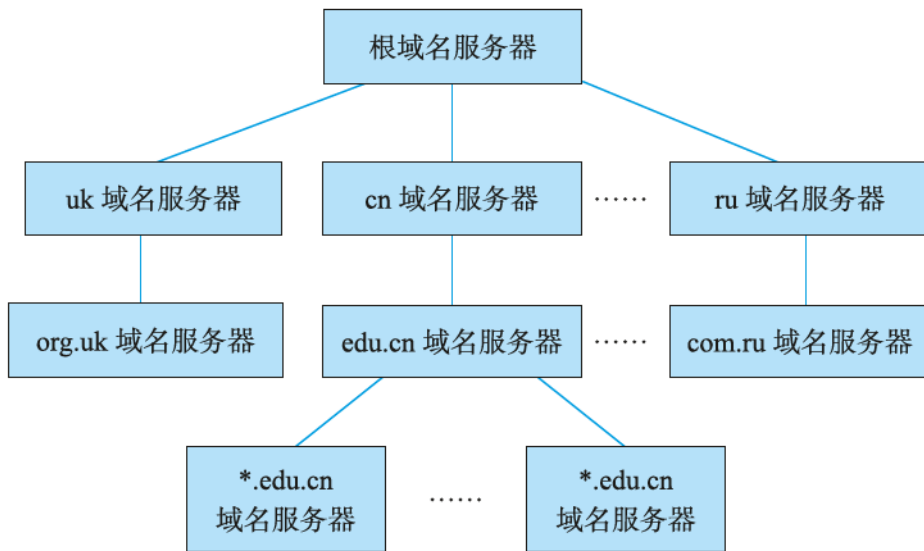 根域名服务器
uk 域名服务器
cn 域名服务器
……
ru 域名服务器
org.uk 域名服务器
edu.cn 域名服务器
……
com.ru 域名服务器
*.edu.cn
域名服务器
……
*.edu.cn
域名服务器